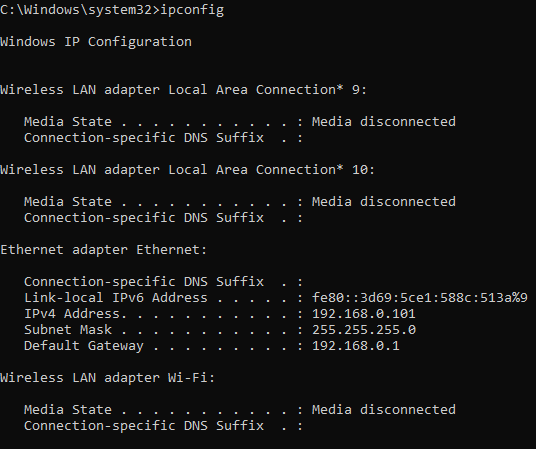 C:\Windows\system32>ipconfig
Windows IP Configuration
Wireless LAN adapter Local Area Connection* 9:
Media State . . . . . . . . . . . : Media disconnected
Connection-specific DNS Suffix  . :
Wireless LAN adapter Local Area Connection* 10:
Media State . . . . . . . . . . . : Media disconnected
Connection-specific DNS Suffix  . :
Ethernet adapter Ethernet:
Connection-specific DNS Suffix  . :
Link-local IPv6 Address . . . . . : fe80::3d69:5ce1:588c:513a%9
IPv4 Address. . . . . . . . . . . : 192.168.0.101
Subnet Mask . . . . . . . . . . . : 255.255.255.0
Default Gateway . . . . . . . . . : 192.168.0.1
Wireless LAN adapter Wi-Fi:
Media State . . . . . . . . . . . : Media disconnected
Connection-specific DNS Suffix  . :